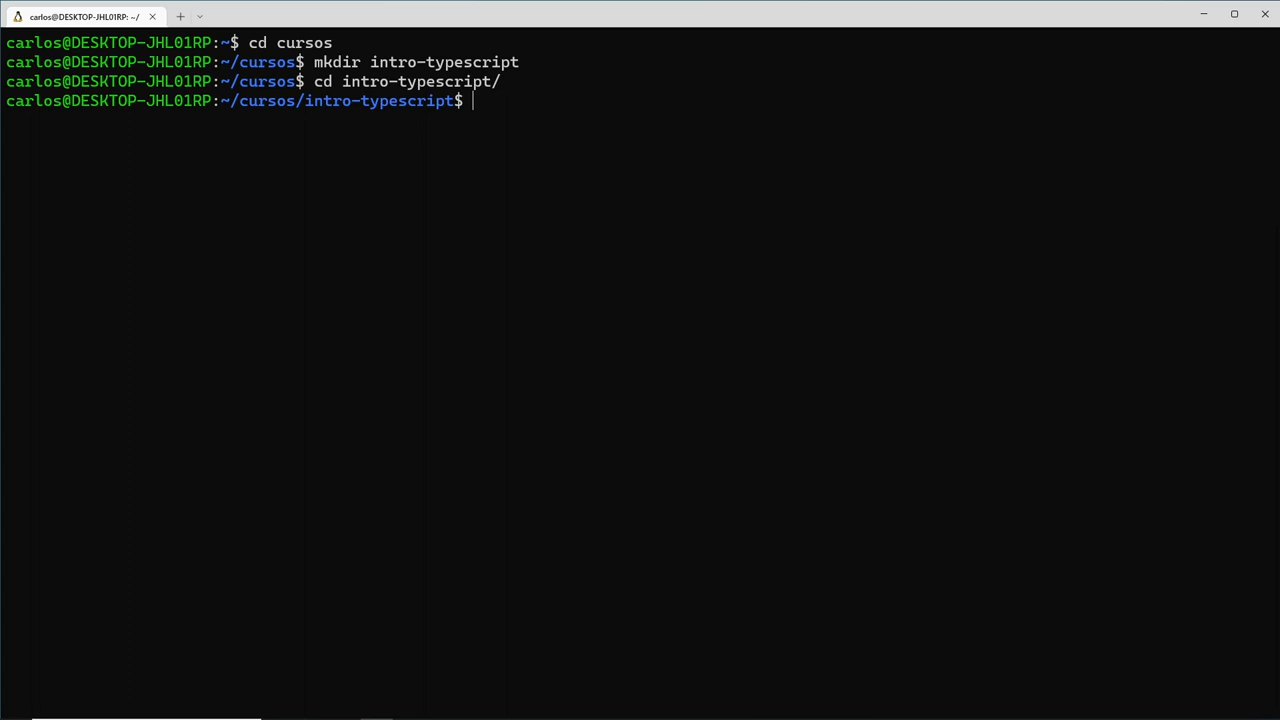 carlos@DESKTOP-JHL01RP: ~/
carlos@DESKTOP-JHL01RP:~$ cd cursos
carlos@DESKTOP-JHL01RP:~/cursos$ mkdir intro-typescript
carlos@DESKTOP-JHL01RP:~/cursos$ cd intro-typescript/
carlos@DESKTOP-JHL01RP:~/cursos/intro-typescript$